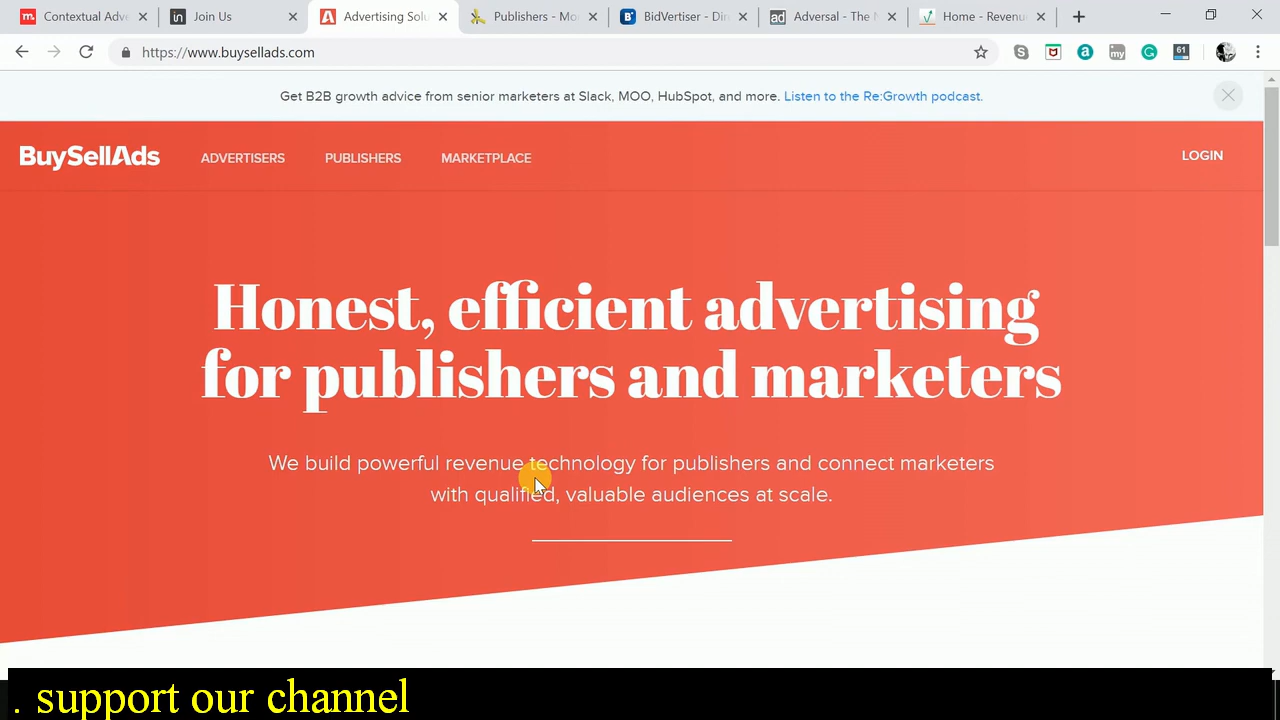 Contextual Adve
Join Us
Advertising Solu
Publishers - Mo
BidVertiser - Dir
Adversal - The N
Home - Revenu
https://www.buysellads.com
61
Get B2B growth advice from senior marketers at Slack, MOO, HubSpot, and more. Listen to the Re:Growth podcast.
BuySellAds ADVERTISERS PUBLISHERS MARKETPLACE LOGIN
Honest, efficient advertising
for publishers and marketers
We build powerful revenue technology for publishers and connect marketers
with qualified, valuable audiences at scale.
. support our channel